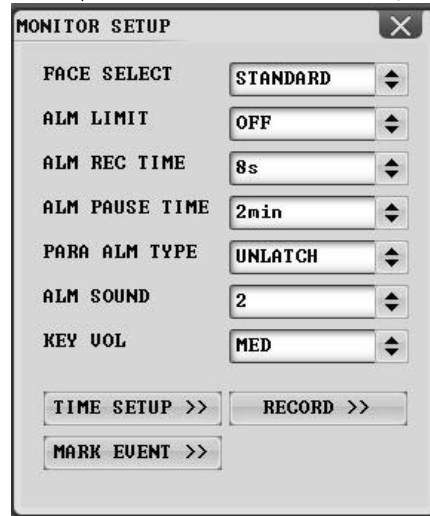 MONITOR SETUP
FACE SELECT STANDARD
ALM LIMIT OFF
ALM REC TIME 8s
ALM PAUSE TIME 2min
PARA ALM TYPE UNLATCH
ALM SOUND 2
KEY VOL MED
TIME SETUP >> RECORD >>
MARK EVENT >>